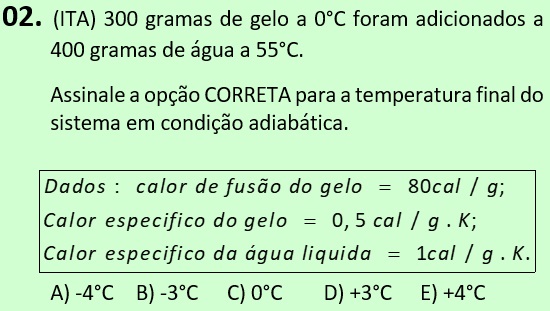 02. (ITA) 300 gramas de gelo a 0°C foram adicionados a
400 gramas de água a 55°C.
Assinale a opção CORRETA para a temperatura final do
sistema em condição adiabática.
Dados : calor de fusão do gelo = 80cal / g;
Calor especifico do gelo = 0, 5 cal / g . K;
Calor especifico da água liquida = 1cal / g . K.
A) -4°C B) -3°C C) 0°C D) +3°C E) +4°C